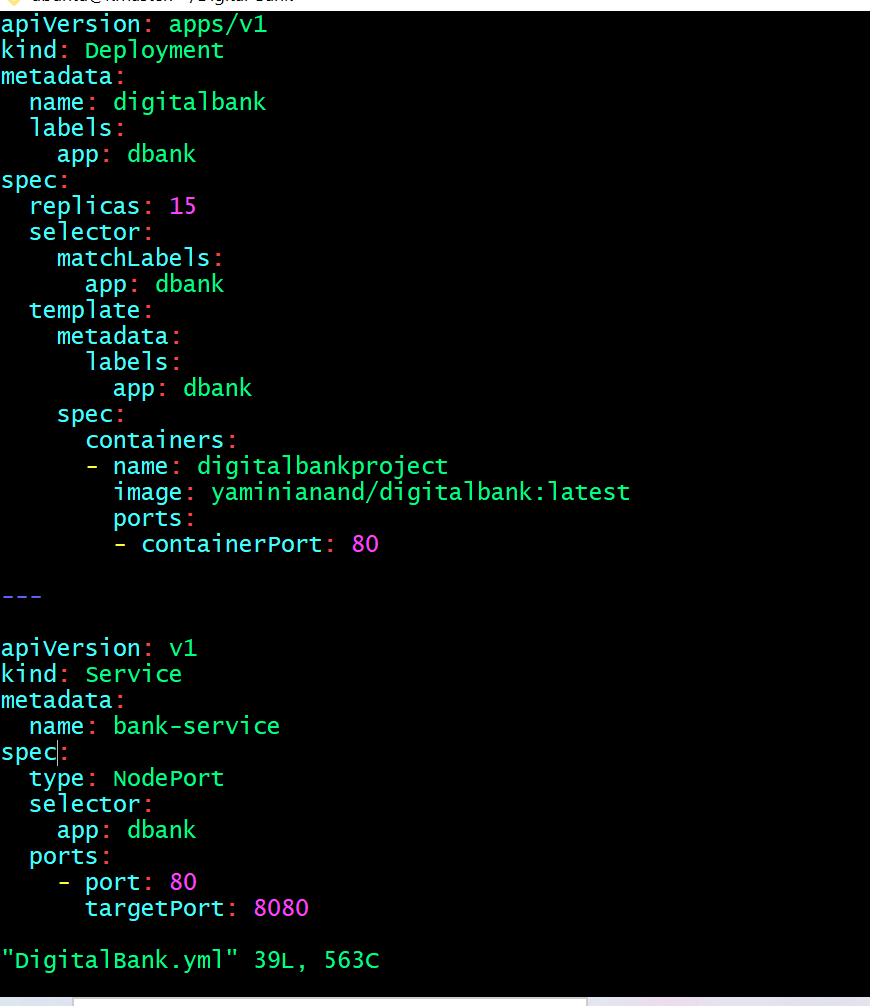 apiVersion: apps/v1
kind: Deployment
metadata:
  name: digitalbank
  labels:
    app: dbank
spec:
  replicas: 15
  selector:
    matchLabels:
      app: dbank
  template:
    metadata:
      labels:
        app: dbank
    spec:
      containers:
      - name: digitalbankproject
        image: yaminianand/digitalbank:latest
        ports:
        - containerPort: 80

---

apiVersion: v1
kind: Service
metadata:
  name: bank-service
spec:
  type: NodePort
  selector:
    app: dbank
  ports:
    - port: 80
      targetPort: 8080

"DigitalBank.yml" 39L, 563C